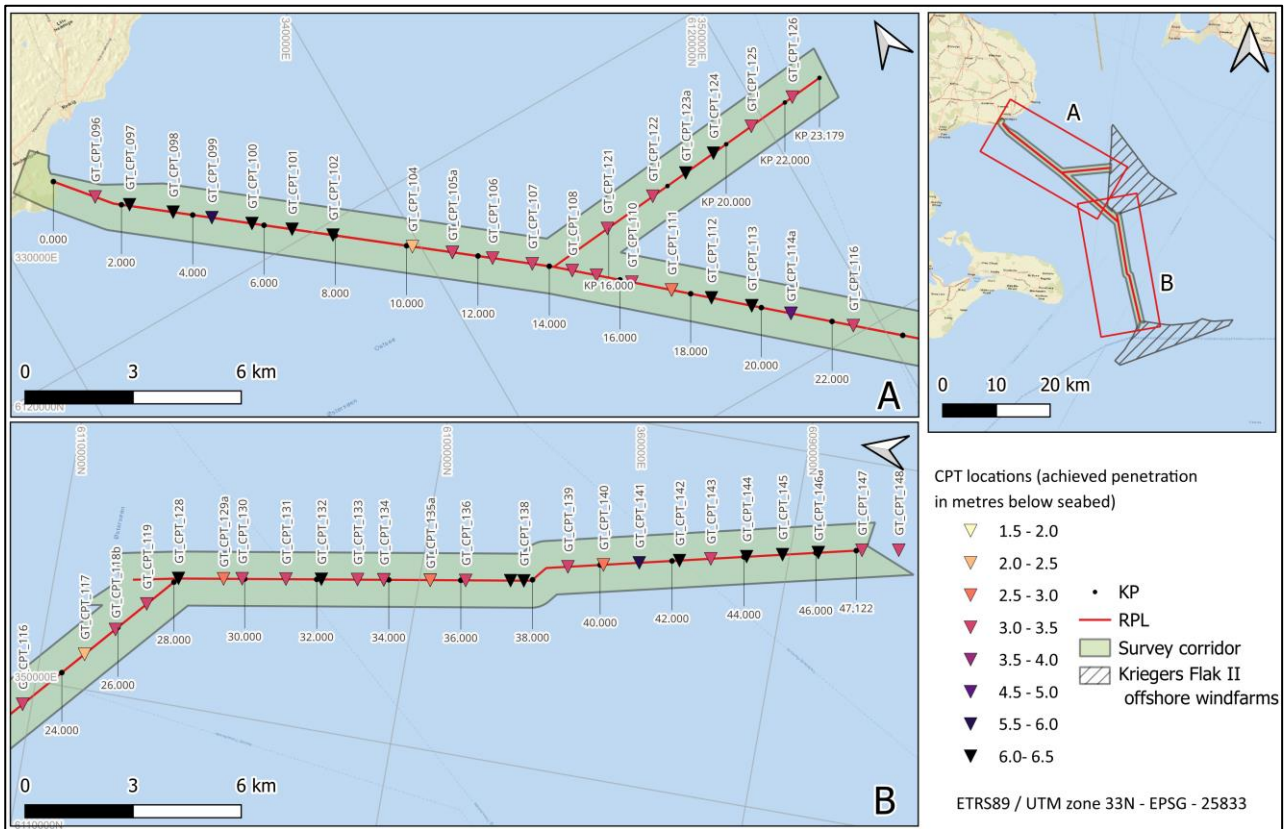 340000E
350000E
6120000N
GT_CPT_096
GT_CPT_097
GT_CPT_098
GT_CPT_099
GT_CPT_100
GT_CPT_101
GT_CPT_102
GT_CPT_104
GT_CPT_105a
GT_CPT_106
GT_CPT_107
GT_CPT_108
GT_CPT_121
GT_CPT_110
GT_CPT_122
GT_CPT_123a
GT_CPT_124
GT_CPT_125
GT_CPT_126
GT_CPT_111
GT_CPT_112
GT_CPT_113
GT_CPT_114a
GT_CPT_116
KP 23.179
KP 22.000
KP 20.000
KP 16.000
0.000
2.000
4.000
6.000
8.000
10.000
12.000
14.000
16.000
18.000
20.000
22.000
330000E
Østersøen
0 3 6 km
6120000N
A
6110000N
6100000N
360000E
6090000N
GT_CPT_116
GT_CPT_117
GT_CPT_118b
GT_CPT_119
GT_CPT_128
GT_CPT_129a
GT_CPT_130
GT_CPT_131
GT_CPT_132
GT_CPT_133
GT_CPT_134
GT_CPT_135a
GT_CPT_136
GT_CPT_138
GT_CPT_139
GT_CPT_140
GT_CPT_141
GT_CPT_142
GT_CPT_143
GT_CPT_144
GT_CPT_145
GT_CPT_146a
GT_CPT_147
GT_CPT_148
350000E
24.000
26.000
28.000
30.000
32.000
34.000
36.000
38.000
40.000
42.000
44.000
46.000
47.122
0 3 6 km
6110000N
B
A
B
0 10 20 km
CPT locations (achieved penetration
in metres below seabed)
1.5 - 2.0
2.0 - 2.5
2.5 - 3.0
3.0 - 3.5
3.5 - 4.0
4.5 - 5.0
5.5 - 6.0
6.0- 6.5
KP
RPL
Survey corridor
Kriegers Flak II
offshore windfarms
ETRS89 / UTM zone 33N - EPSG - 25833